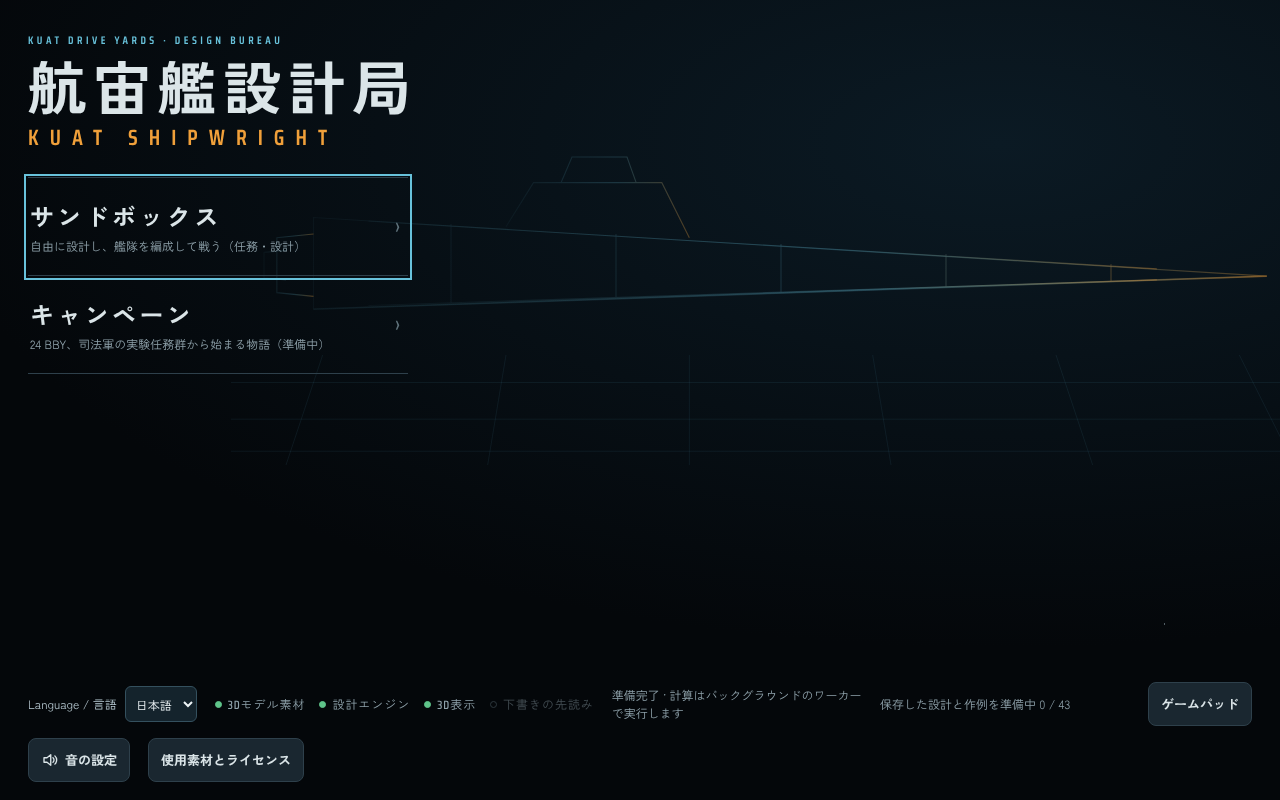 KUAT DRIVE YARDS · DESIGN BUREAU
航宙艦設計局
KUAT SHIPWRIGHT
サンドボックス
自由に設計し、艦隊を編成して戦う（任務・設計）
キャンペーン
24 BBY、司法軍の実験任務群から始まる物語（準備中）
Language / 言語
日本語
3Dモデル素材
設計エンジン
3D表示
下書きの先読み
準備完了 · 計算はバックグラウンドのワーカー
で実行します
保存した設計と作例を準備中 0 / 43
ゲームパッド
音の設定
使用素材とライセンス